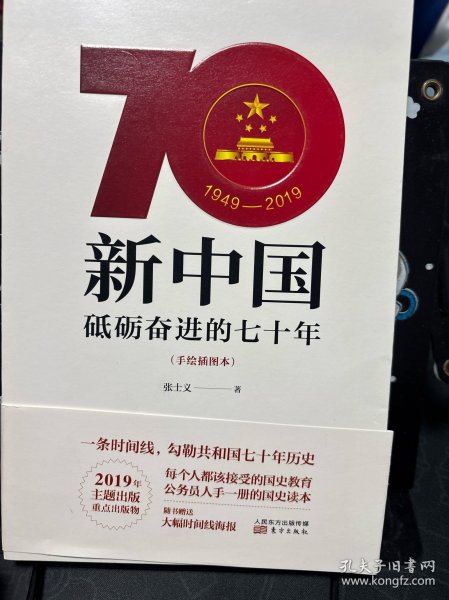 70
1949—2019
新中国
砥砺奋进的七十年
(手绘插图本)
张士义——著
一条时间线，勾勒共和国七十年历史
2019年
主题出版
重点出版物
每个人都该接受的国史教育
公务员人手一册的国史读本
随书赠送
大幅时间线海报
人民东方出版传媒
东方出版社
孔夫子旧书网
www.kongfz.com